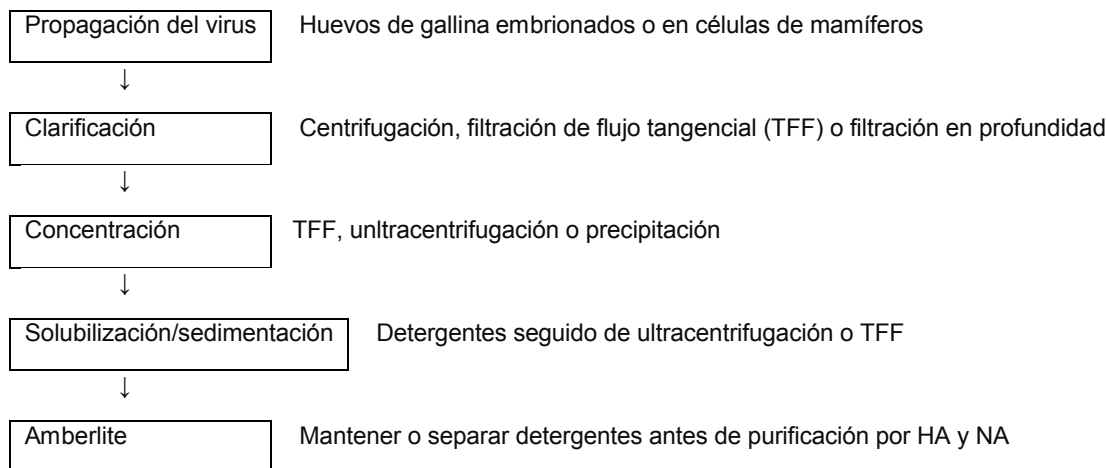 Propagación del virus Huevos de gallina embrionados o en células de mamíferos
↓
Clarificación Centrifugación, filtración de flujo tangencial (TFF) o filtración en profundidad
↓
Concentración TFF, unltracentrifugación o precipitación
↓
Solubilización/sedimentación Detergentes seguido de ultracentrifugación o TFF
↓
Amberlite Mantener o separar detergentes antes de purificación por HA y NA